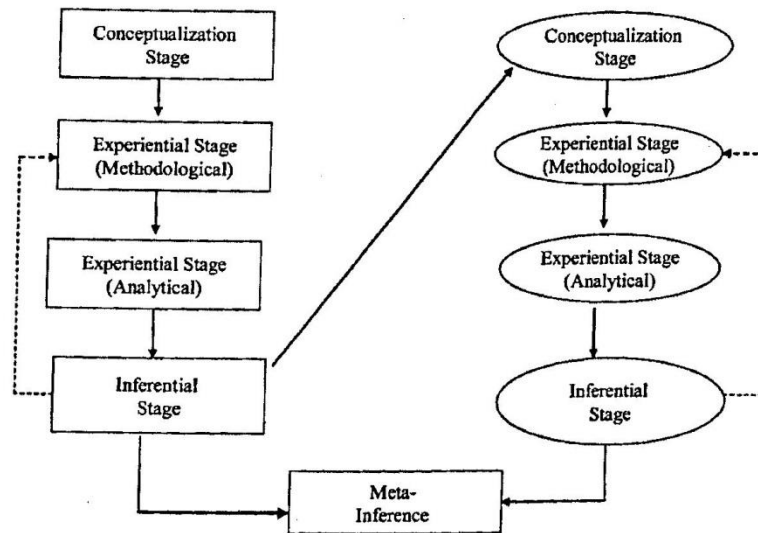 Conceptualization
Stage
Experiential Stage
(Methodological)
Experiential Stage
(Analytical)
Inferential
Stage
Conceptualization
Stage
Experiential Stage
(Methodological)
Experiential Stage
(Analytical)
Inferential
Stage
Meta-
Inference